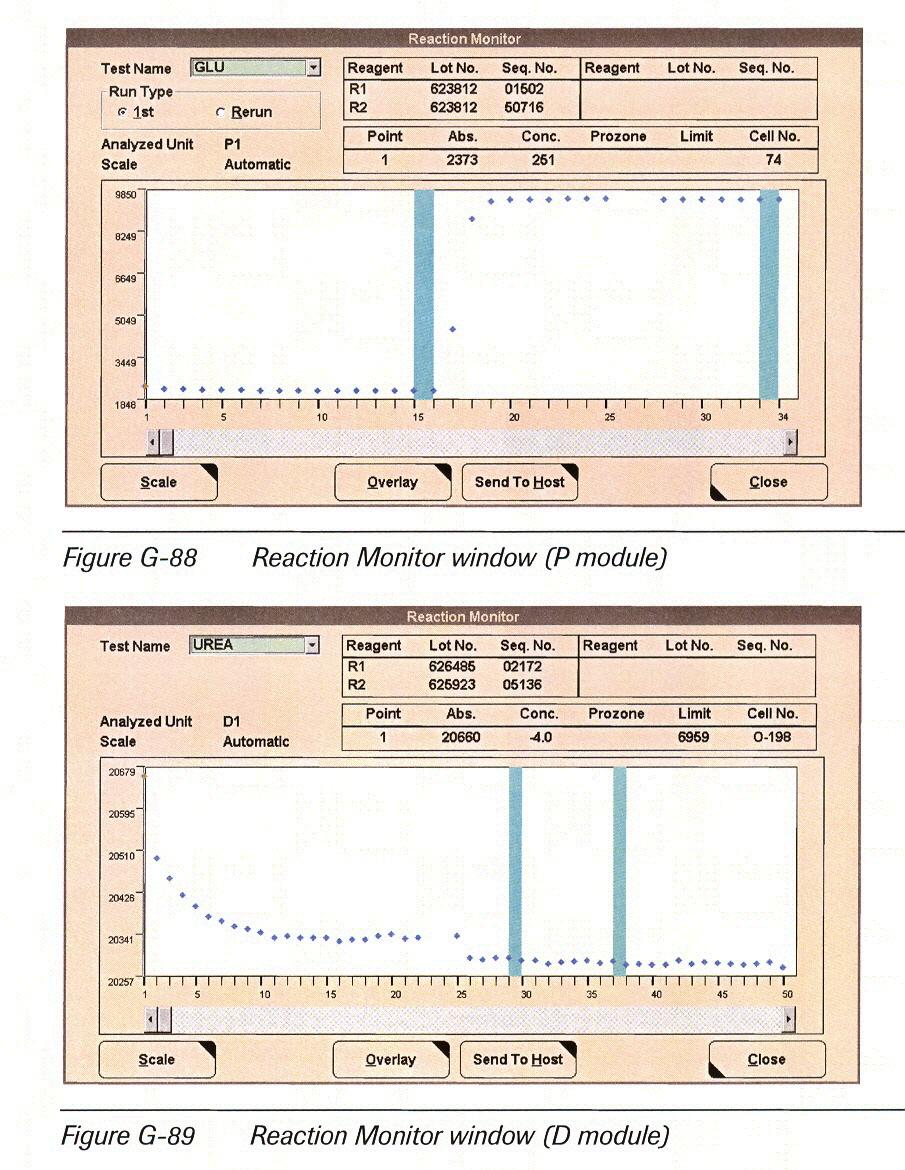 Reaction Monitor
Test Name GLU
Run Type
1st Rerun
Analyzed Unit P1
Scale Automatic
Reagent Lot No. Seq. No. Reagent Lot No. Seq. No.
R1 623812 01502
R2 623812 50716
Point Abs. Conc. Prozone Limit Cell No.
1 2373 251 74
9850
8249
6649
5049
3449
1848
1 5 10 15 20 25 30 34
Scale Overlay Send To Host Close
Figure G-88 Reaction Monitor window (P module)
Reaction Monitor
Test Name UREA
Analyzed Unit D1
Scale Automatic
Reagent Lot No. Seq. No. Reagent Lot No. Seq. No.
R1 626485 02172
R2 625923 05136
Point Abs. Conc. Prozone Limit Cell No.
1 20660 -4.0 6959 O-198
20679
20595
20510
20426
20341
20257
1 5 10 15 20 25 30 35 40 45 50
Scale Overlay Send To Host Close
Figure G-89 Reaction Monitor window (D module)